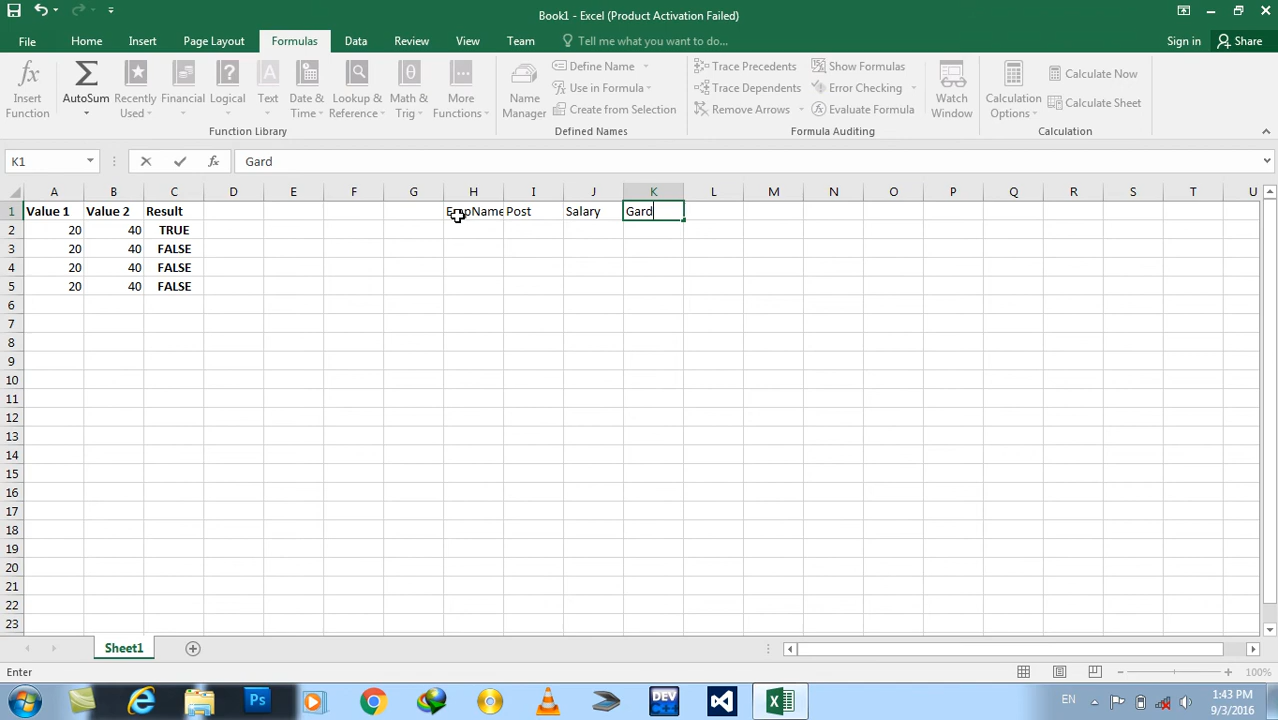 Book1 - Excel (Product Activation Failed)
File Home Insert Page Layout Formulas Data Review View Team Tell me what you want to do... Sign in Share
Insert Function
AutoSum
Recently Used
Financial
Logical
Text
Date & Time
Lookup & Reference
Math & Trig
More Functions
Function Library
Name Manager
Define Name
Use in Formula
Create from Selection
Defined Names
Trace Precedents
Trace Dependents
Remove Arrows
Show Formulas
Error Checking
Evaluate Formula
Formula Auditing
Watch Window
Calculation Options
Calculate Now
Calculate Sheet
Calculation
K1 fx Gard
A B C D E F G H I J K L M N O P Q R S T U
1 Value 1 Value 2 Result EmpName Post Salary Gard
2 20 40 TRUE
3 20 40 FALSE
4 20 40 FALSE
5 20 40 FALSE
6
7
8
9
10
11
12
13
14
15
16
17
18
19
20
21
22
23
Sheet1
Enter 100%
Ps DEV C++ EN 1:43 PM
9/3/2016